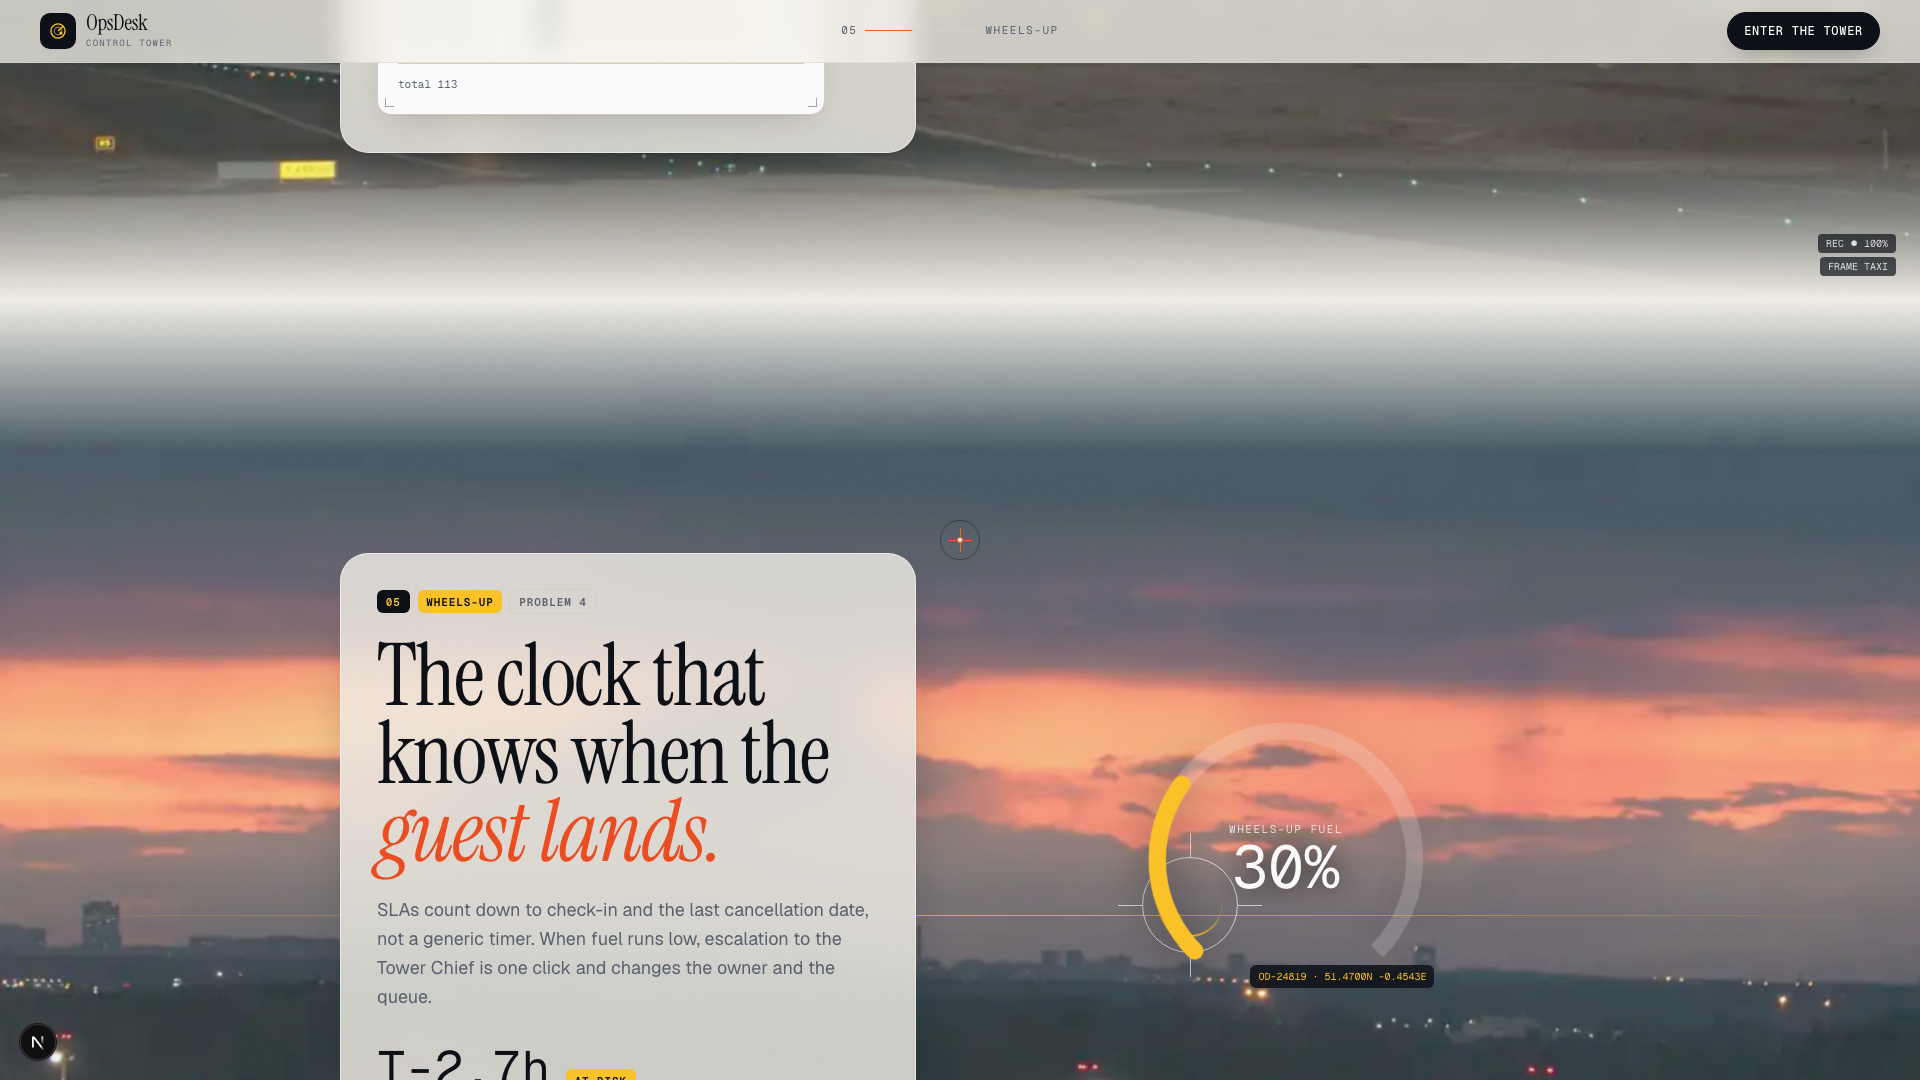 OpsDesk
CONTROL TOWER
05 WHEELS-UP
ENTER THE TOWER
total 113
REC ● 100%
FRAME TAXI
05 WHEELS-UP PROBLEM 4
The clock that
knows when the
guest lands.
SLAs count down to check-in and the last cancellation date,
not a generic timer. When fuel runs low, escalation to the
Tower Chief is one click and changes the owner and the
queue.
T-2.7h AT RISK
WHEELS-UP FUEL
30%
OD-24819 · 51.4700N -0.4543E
N